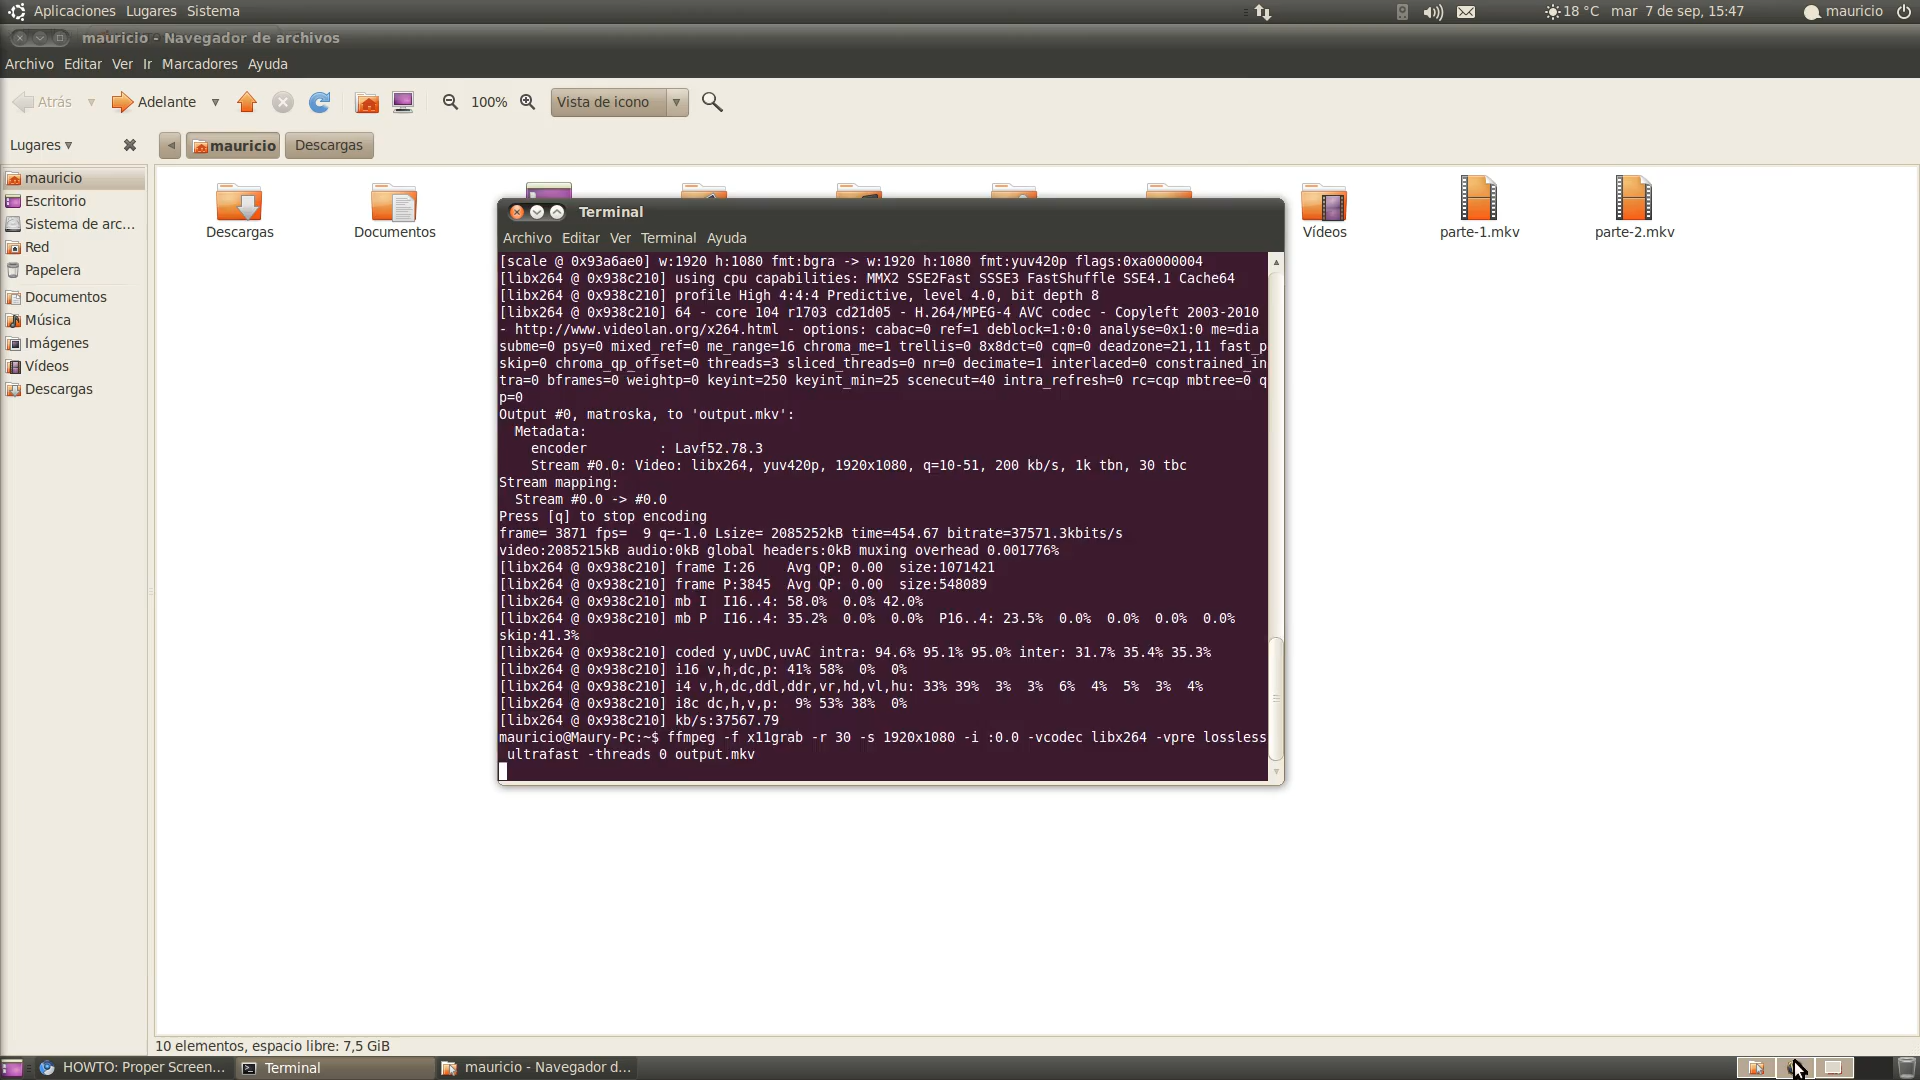 Aplicaciones Lugares Sistema
18 °C mar 7 de sep, 15:47 mauricio
mauricio - Navegador de archivos
Archivo Editar Ver Ir Marcadores Ayuda
Atrás Adelante 100% Vista de icono
Lugares mauricio Descargas
mauricio
Escritorio
Sistema de arc...
Red
Papelera
Documentos
Música
Imágenes
Vídeos
Descargas
Descargas Documentos Vídeos parte-1.mkv parte-2.mkv
Terminal
Archivo Editar Ver Terminal Ayuda
[scale @ 0x93a6ae0] w:1920 h:1080 fmt:bgra -> w:1920 h:1080 fmt:yuv420p flags:0xa0000004
[libx264 @ 0x938c210] using cpu capabilities: MMX2 SSE2Fast SSSE3 FastShuffle SSE4.1 Cache64
[libx264 @ 0x938c210] profile High 4:4:4 Predictive, level 4.0, bit depth 8
[libx264 @ 0x938c210] 64 - core 104 r1703 cd21d05 - H.264/MPEG-4 AVC codec - Copyleft 2003-2010
- http://www.videolan.org/x264.html - options: cabac=0 ref=1 deblock=1:0:0 analyse=0x1:0 me=dia
subme=0 psy=0 mixed_ref=0 me_range=16 chroma_me=1 trellis=0 8x8dct=0 cqm=0 deadzone=21,11 fast_p
skip=0 chroma_qp_offset=0 threads=3 sliced_threads=0 nr=0 decimate=1 interlaced=0 constrained_in
tra=0 bframes=0 weightp=0 keyint=250 keyint_min=25 scenecut=40 intra_refresh=0 rc=cqp mbtree=0 q
p=0
Output #0, matroska, to 'output.mkv':
Metadata:
encoder : Lavf52.78.3
Stream #0.0: Video: libx264, yuv420p, 1920x1080, q=10-51, 200 kb/s, 1k tbn, 30 tbc
Stream mapping:
Stream #0.0 -> #0.0
Press [q] to stop encoding
frame= 3871 fps=  9 q=-1.0 Lsize= 2085252kB time=454.67 bitrate=37571.3kbits/s
video:2085215kB audio:0kB global headers:0kB muxing overhead 0.001776%
[libx264 @ 0x938c210] frame I:26    Avg QP: 0.00  size:1071421
[libx264 @ 0x938c210] frame P:3845  Avg QP: 0.00  size:548089
[libx264 @ 0x938c210] mb I  I16..4: 58.0%  0.0% 42.0%
[libx264 @ 0x938c210] mb P  I16..4: 35.2%  0.0%  0.0%  P16..4: 23.5%  0.0%  0.0%  0.0%  0.0%
skip:41.3%
[libx264 @ 0x938c210] coded y,uvDC,uvAC intra: 94.6% 95.1% 95.0% inter: 31.7% 35.4% 35.3%
[libx264 @ 0x938c210] i16 v,h,dc,p: 41% 58%  0%  0%
[libx264 @ 0x938c210] i4 v,h,dc,ddl,ddr,vr,hd,vl,hu: 33% 39%  3%  3%  6%  4%  5%  3%  4%
[libx264 @ 0x938c210] i8c dc,h,v,p:  9% 53% 38%  0%
[libx264 @ 0x938c210] kb/s:37567.79
mauricio@Maury-Pc:~$ ffmpeg -f x11grab -r 30 -s 1920x1080 -i :0.0 -vcodec libx264 -vpre lossless_
ultrafast -threads 0 output.mkv
10 elementos, espacio libre: 7,5 GiB
HOWTO: Proper Screen... Terminal mauricio - Navegador d...